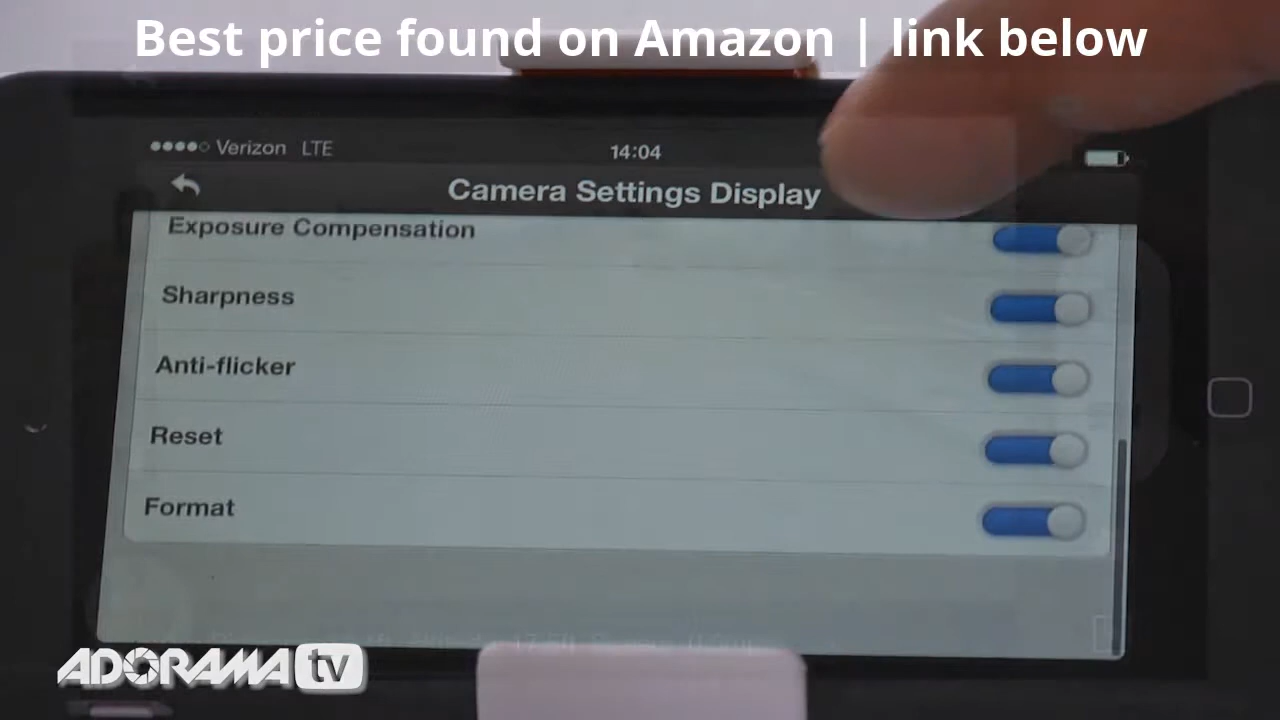 Best price found on Amazon | link below
Verizon LTE
14:04
Camera Settings Display
Exposure Compensation
Sharpness
Anti-flicker
Reset
Format
ADORAMA tv